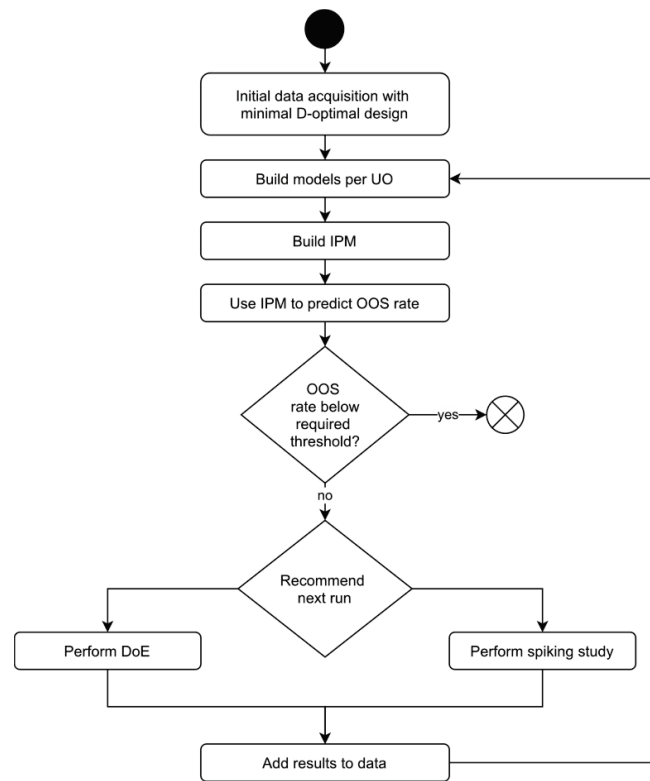 Initial data acquisition with
minimal D-optimal design
Build models per UO
Build IPM
Use IPM to predict OOS rate
OOS
rate below
required
threshold?
yes
no
Recommend
next run
Perform DoE
Perform spiking study
Add results to data